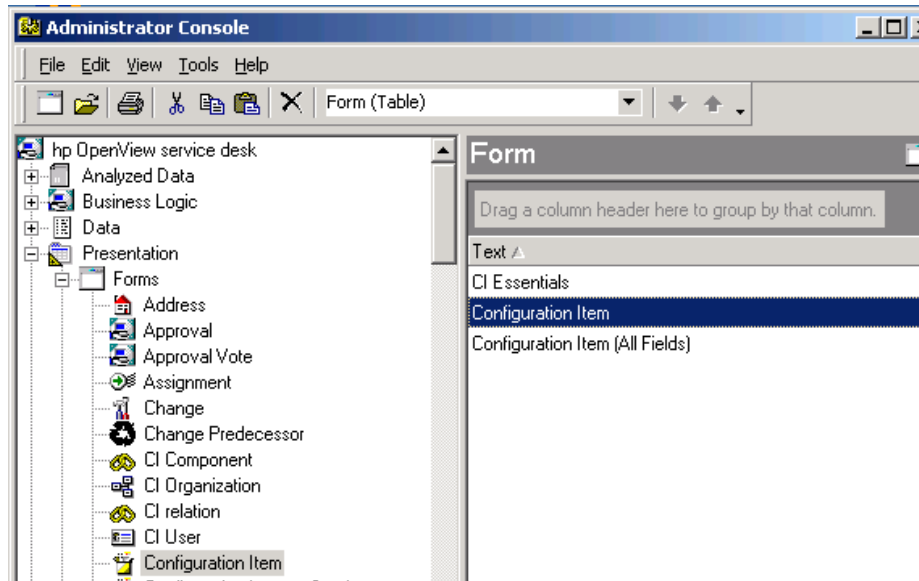 Administrator Console
File Edit View Tools Help
Form (Table)
hp OpenView service desk
Analyzed Data
Business Logic
Data
Presentation
Forms
Address
Approval
Approval Vote
Assignment
Change
Change Predecessor
CI Component
CI Organization
CI relation
CI User
Configuration Item
Form
Drag a column header here to group by that column.
Text
CI Essentials
Configuration Item
Configuration Item (All Fields)